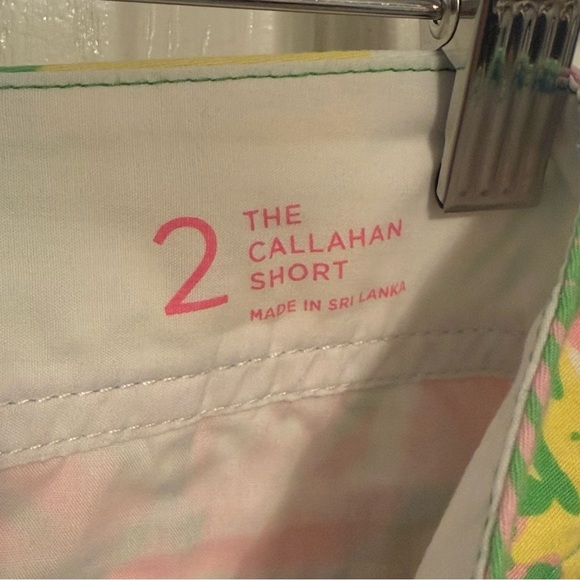 2
THE
CALLAHAN
SHORT
MADE IN SRI LANKA